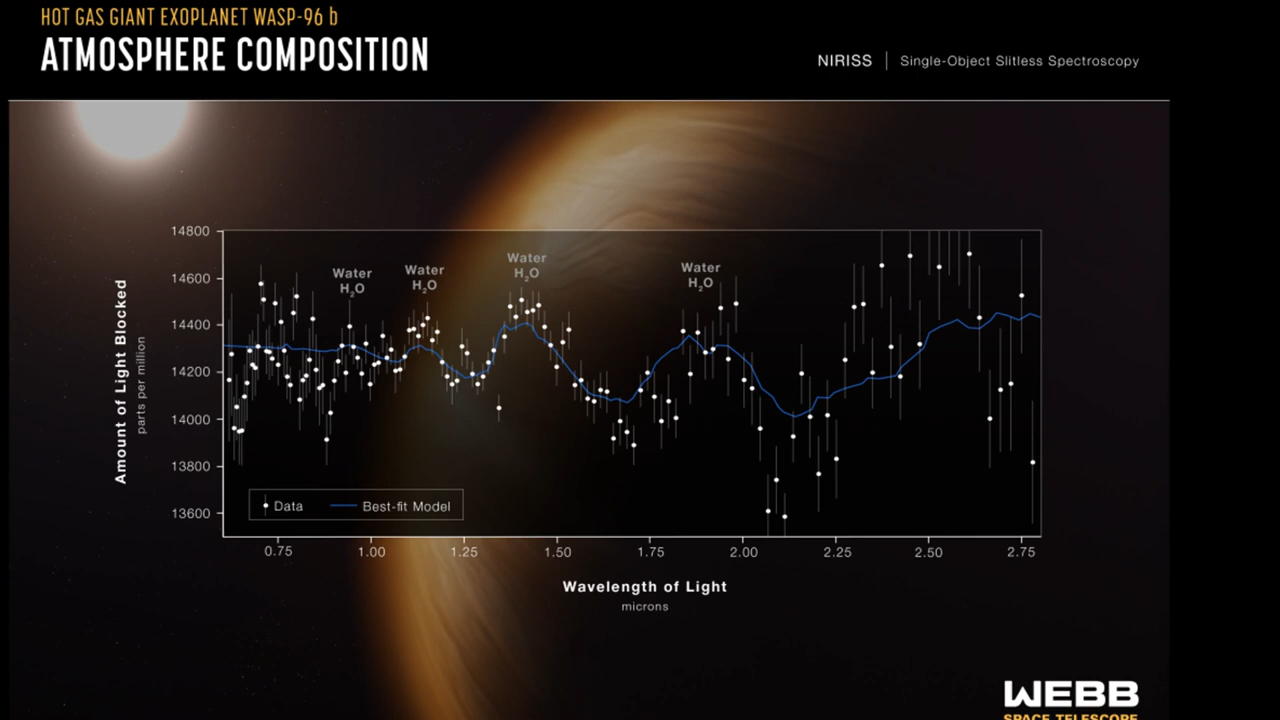 HOT GAS GIANT EXOPLANET WASP-96 b
ATMOSPHERE COMPOSITION
NIRISS | Single-Object Slitless Spectroscopy
Amount of Light Blocked
parts per million
14800
14600
14400
14200
14000
13800
13600
Water
H₂O
Water
H₂O
Water
H₂O
Water
H₂O
Data
Best-fit Model
0.75 1.00 1.25 1.50 1.75 2.00 2.25 2.50 2.75
Wavelength of Light
microns
WEBB
SPACE TELESCOPE